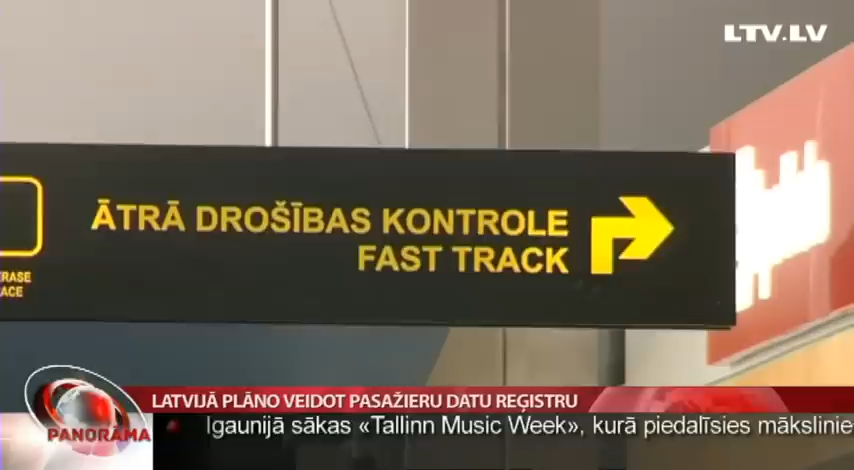 LTV.LV
ĀTRĀ DROŠĪBAS KONTROLE
FAST TRACK
LATVIJĀ PLĀNO VEIDOT PASAŽIERU DATU REĢISTRU
PANORĀMA
Igaunijā sākas «Tallinn Music Week», kurā piedalīsies mākslinie